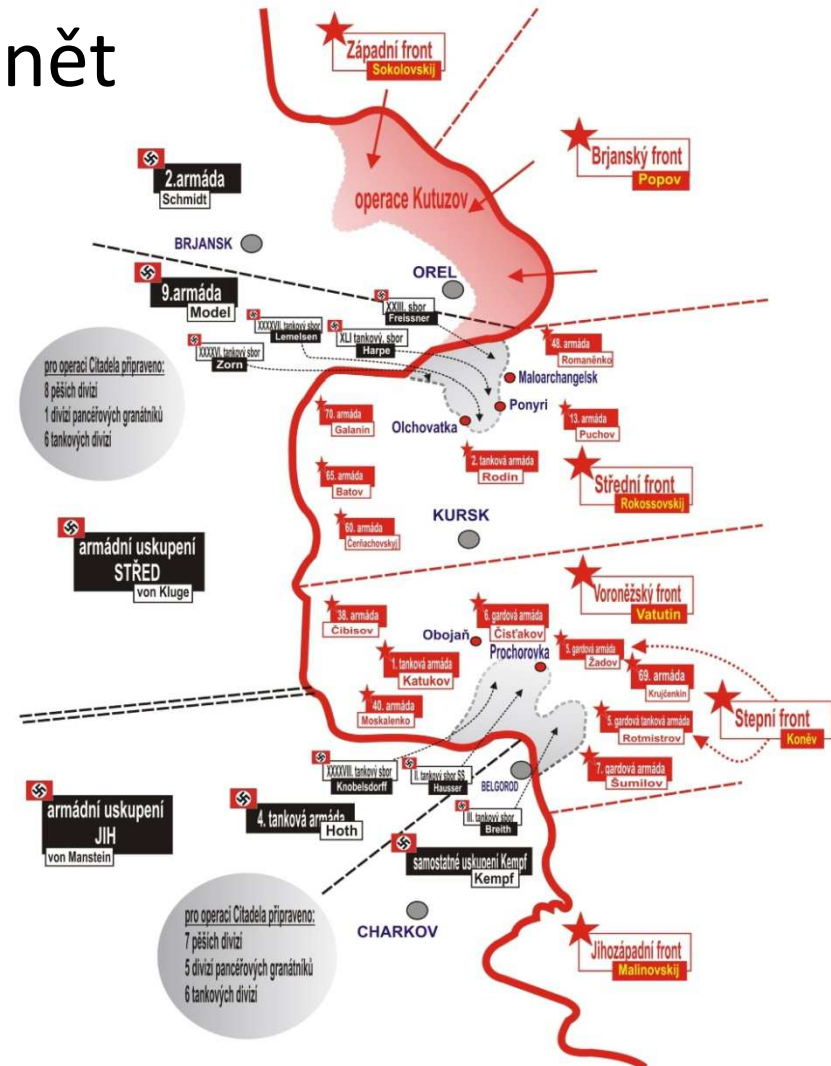 nět
Západní front
Sokolovskij
Brjanský front
Popov
2.armáda
Schmidt
operace Kutuzov
BRJANSK
OREL
9.armáda
Model
XXIII. sbor
Freissner
XXXXVII. tankový sbor
Lemelsen
XLI tankový. sbor
Harpe
XXXXVI. tankový sbor
Zorn
48. armáda
Romaněnko
Maloarchangelsk
Ponyri
Olchovatka
pro operaci Citadela připraveno:
8 pěších divizí
1 divizí pancéřových granátníků
6 tankových divizí
70. armáda
Galanin
13. armáda
Puchov
2. tanková armáda
Rodin
Střední front
Rokossovskij
65. armáda
Batov
60. armáda
Čerňachovskyj
KURSK
armádní uskupení
STŘED
von Kluge
Voroněžský front
Vatutin
38. armáda
Čibisov
6. gardová armáda
Čisťakov
Obojaň
Prochorovka
5. gardová armáda
Žadov
1. tanková armáda
Katukov
69. armáda
Krujčenkin
40. armáda
Moskalenko
5. gardová tanková armáda
Rotmistrov
Stepní front
Koněv
7. gardová armáda
Šumilov
XXXXVIII. tankový sbor
Knobelsdorff
II. tankový sbor SS
Hausser
BELGOROD
III. tankový sbor
Breith
armádní uskupení
JIH
von Manstein
4. tanková armáda
Hoth
samostatné uskupení Kempf
Kempf
CHARKOV
pro operaci Citadela připraveno:
7 pěších divizí
5 divizí pancéřových granátníků
6 tankových divizí
Jihozápadní front
Malinovskij